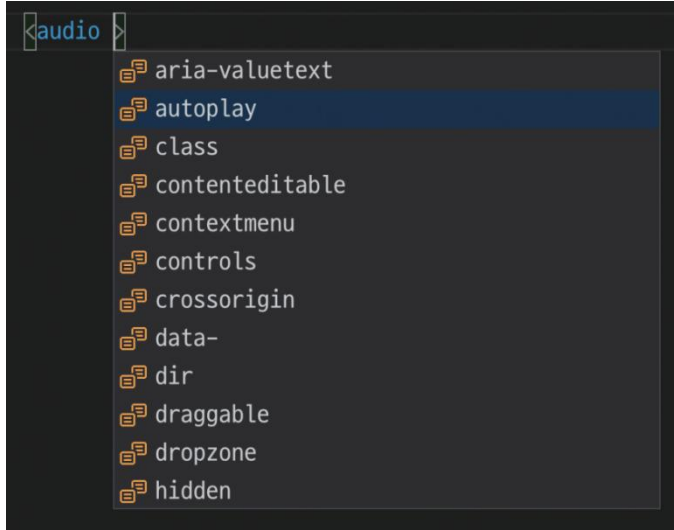 <audio >
aria-valuetext
autoplay
class
contenteditable
contextmenu
controls
crossorigin
data-
dir
draggable
dropzone
hidden